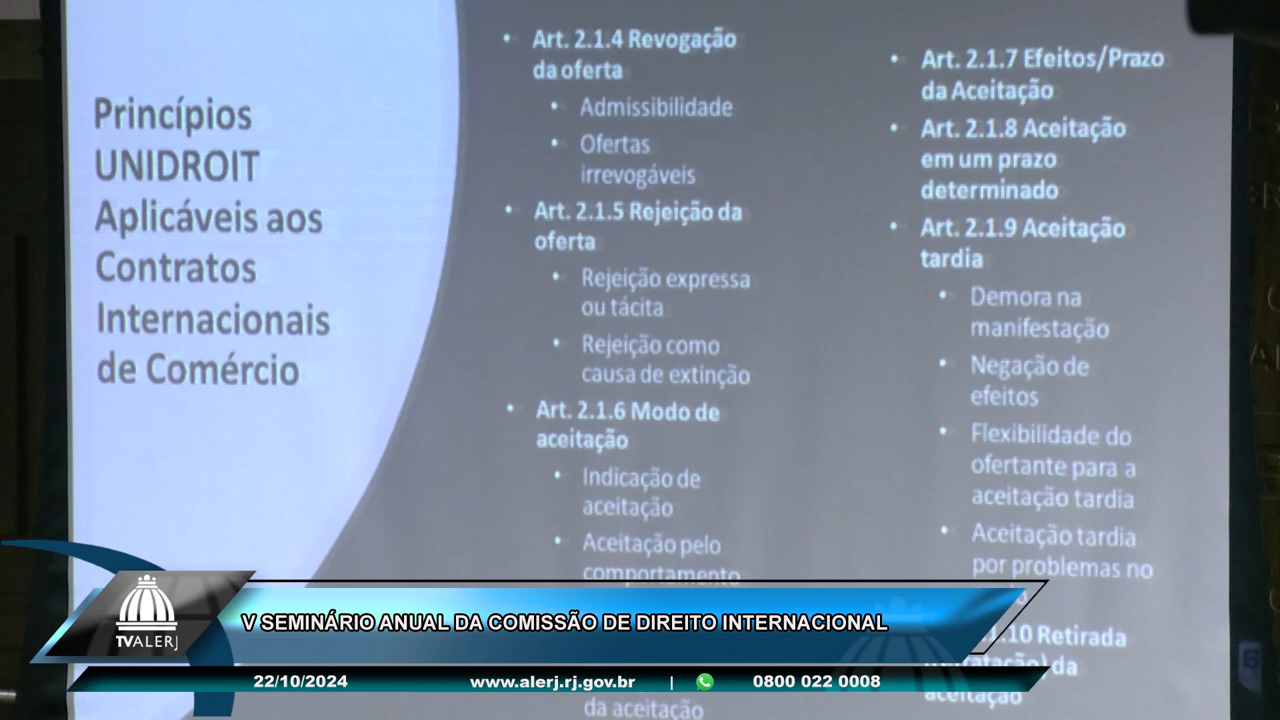 Princípios
UNIDROIT
Aplicáveis aos
Contratos
Internacionais
de Comércio
• Art. 2.1.4 Revogação
da oferta
• Admissibilidade
• Ofertas
irrevogáveis
• Art. 2.1.5 Rejeição da
oferta
• Rejeição expressa
ou tácita
• Rejeição como
causa de extinção
• Art. 2.1.6 Modo de
aceitação
• Indicação de
aceitação
• Aceitação pelo
comportamento
da aceitação
• Art. 2.1.7 Efeitos/Prazo
da Aceitação
• Art. 2.1.8 Aceitação
em um prazo
determinado
• Art. 2.1.9 Aceitação
tardia
• Demora na
manifestação
• Negação de
efeitos
• Flexibilidade do
ofertante para a
aceitação tardia
• Aceitação tardia
por problemas no
.1.10 Retirada
da
aceitação
TVALERJ
V SEMINÁRIO ANUAL DA COMISSÃO DE DIREITO INTERNACIONAL
22/10/2024 www.alerj.rj.gov.br | 0800 022 0008